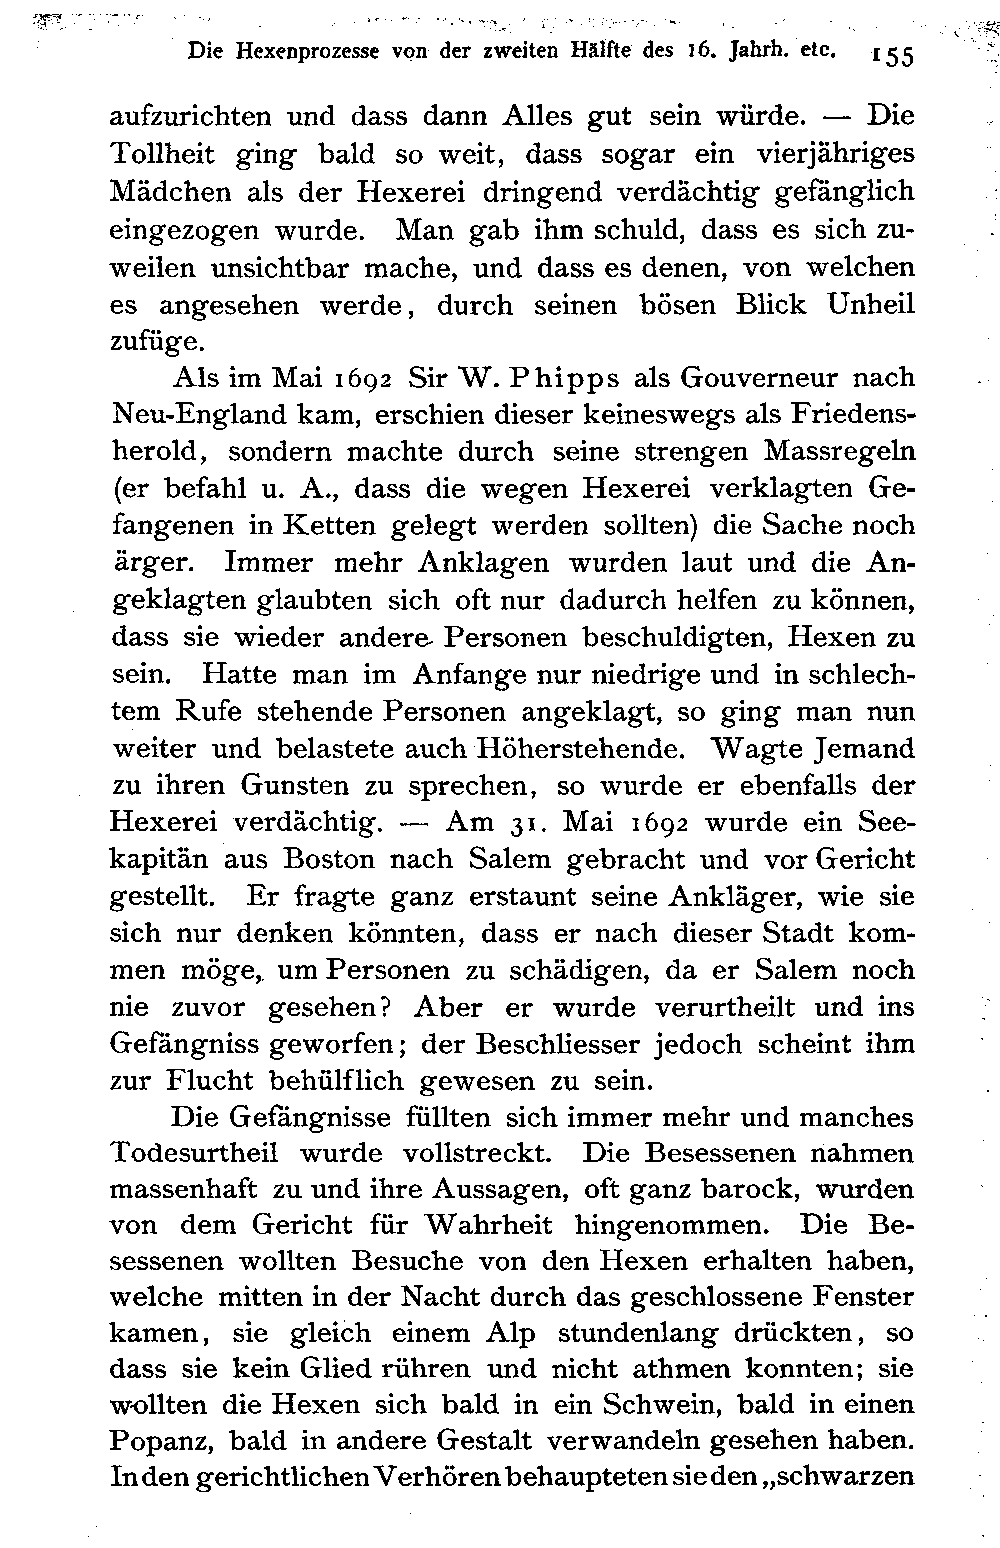 Die Hexenprozesse von der zweiten Hälfte des 16. Jahrh. etc. 155
aufzurichten und dass dann Alles gut sein würde. — Die
Tollheit ging bald so weit, dass sogar ein vierjähriges
Mädchen als der Hexerei dringend verdächtig gefänglich
eingezogen wurde. Man gab ihm schuld, dass es sich zu-
weilen unsichtbar mache, und dass es denen, von welchen
es angesehen werde, durch seinen bösen Blick Unheil
zufüge.
Als im Mai 1692 Sir W. Phipps als Gouverneur nach
Neu-England kam, erschien dieser keineswegs als Friedens-
herold, sondern machte durch seine strengen Massregeln
(er befahl u. A., dass die wegen Hexerei verklagten Ge-
fangenen in Ketten gelegt werden sollten) die Sache noch
ärger. Immer mehr Anklagen wurden laut und die An-
geklagten glaubten sich oft nur dadurch helfen zu können,
dass sie wieder andere Personen beschuldigten, Hexen zu
sein. Hatte man im Anfange nur niedrige und in schlech-
tem Rufe stehende Personen angeklagt, so ging man nun
weiter und belastete auch Höherstehende. Wagte Jemand
zu ihren Gunsten zu sprechen, so wurde er ebenfalls der
Hexerei verdächtig. — Am 31. Mai 1692 wurde ein See-
kapitän aus Boston nach Salem gebracht und vor Gericht
gestellt. Er fragte ganz erstaunt seine Ankläger, wie sie
sich nur denken könnten, dass er nach dieser Stadt kom-
men möge, um Personen zu schädigen, da er Salem noch
nie zuvor gesehen? Aber er wurde verurtheilt und ins
Gefängniss geworfen; der Beschliesser jedoch scheint ihm
zur Flucht behülflich gewesen zu sein.
Die Gefängnisse füllten sich immer mehr und manches
Todesurtheil wurde vollstreckt. Die Besessenen nahmen
massenhaft zu und ihre Aussagen, oft ganz barock, wurden
von dem Gericht für Wahrheit hingenommen. Die Be-
sessenen wollten Besuche von den Hexen erhalten haben,
welche mitten in der Nacht durch das geschlossene Fenster
kamen, sie gleich einem Alp stundenlang drückten, so
dass sie kein Glied rühren und nicht athmen konnten; sie
wollten die Hexen sich bald in ein Schwein, bald in einen
Popanz, bald in andere Gestalt verwandeln gesehen haben.
In den gerichtlichen Verhören behaupteten sie den „schwarzen